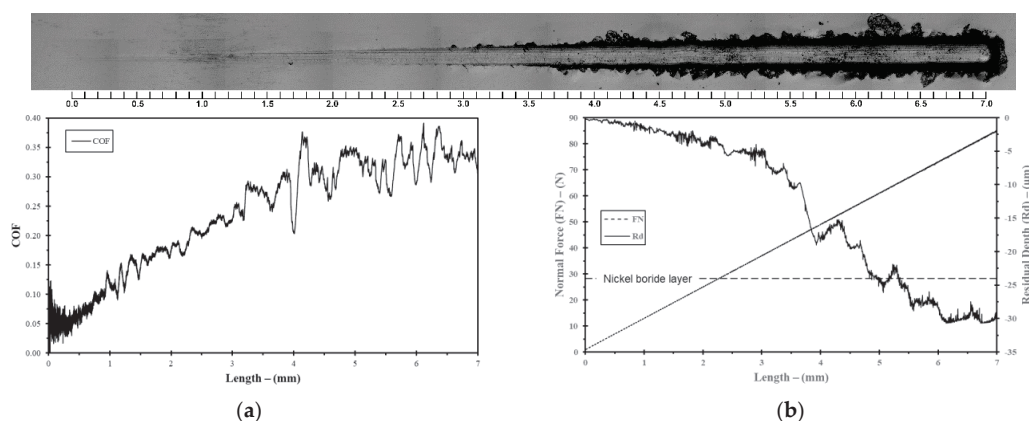 0.0 0.5 1.0 1.5 2.0 2.5 3.0 3.5 4.0 4.5 5.0 5.5 6.0 6.5 7.0
0.40
0.35
0.30
0.25
0.20
0.15
0.10
0.05
0.00
COF
COF
0 1 2 3 4 5 6 7
Length – (mm)
(a)
90
80
70
60
50
40
30
20
10
0
Normal Force (FN) – (N)
FN
Rd
Nickel boride layer
0
-5
-10
-15
-20
-25
-30
-35
Residual Depth (Rd) – (µm)
0 1 2 3 4 5 6 7
Length – (mm)
(b)